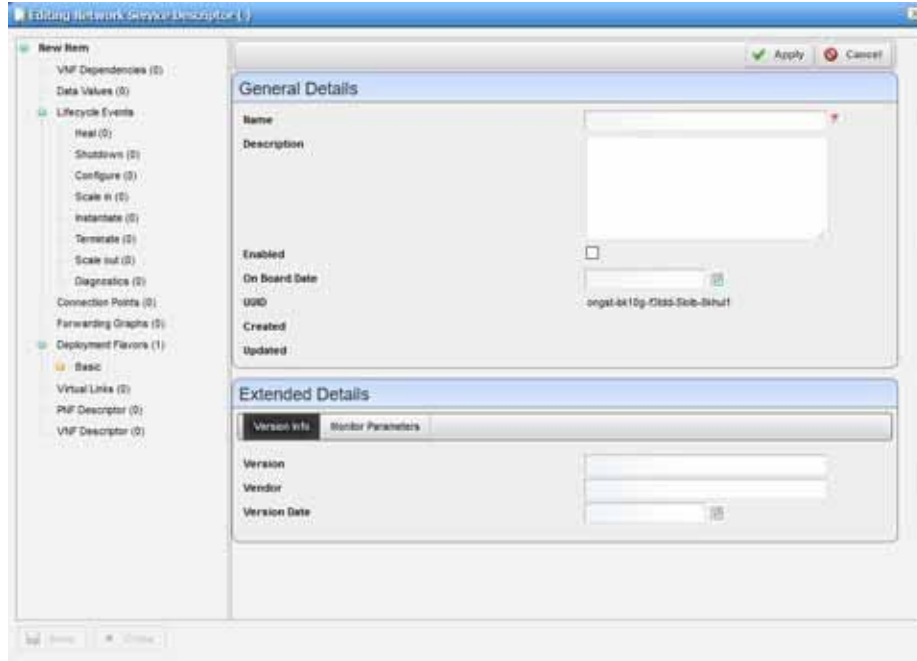 Editing Network Service Descriptor (-)
New Item
VNF Dependencies (0)
Data Values (0)
Lifecycle Events
Heal (0)
Shutdown (0)
Configure (0)
Scale in (0)
Instantiate (0)
Terminate (0)
Scale out (0)
Diagnostics (0)
Connection Points (0)
Forwarding Graphs (0)
Deployment Flavors (1)
Basic
Virtual Links (0)
PNF Descriptor (0)
VNF Descriptor (0)
Apply Cancel
General Details
Name
Description
Enabled
On Board Date
UUID
Created
Updated
Extended Details
Version Info Monitor Parameters
Version
Vendor
Version Date
Save Close